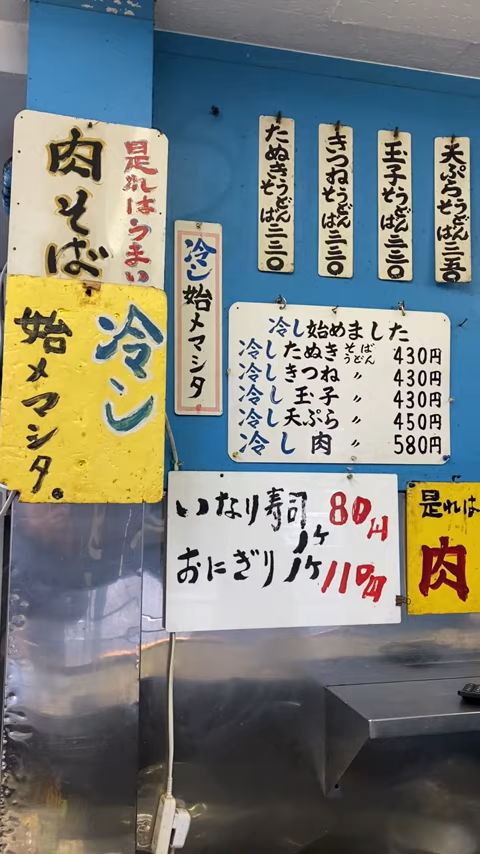 是れはうまい
肉そば
冷シ
始メマシタ。
冷シ始メマシタ
たぬきうどんそば三三〇
きつねうどんそば三三〇
玉子うどんそば三三〇
天ぷらうどんそば三五〇
冷し始めました
冷したぬきそばうどん 430円
冷しきつね 〃 430円
冷し玉子 〃 430円
冷し天ぷら 〃 450円
冷し肉 〃 580円
いなり寿司 1ヶ 80円
おにぎり 1ヶ 110円
是れは
肉